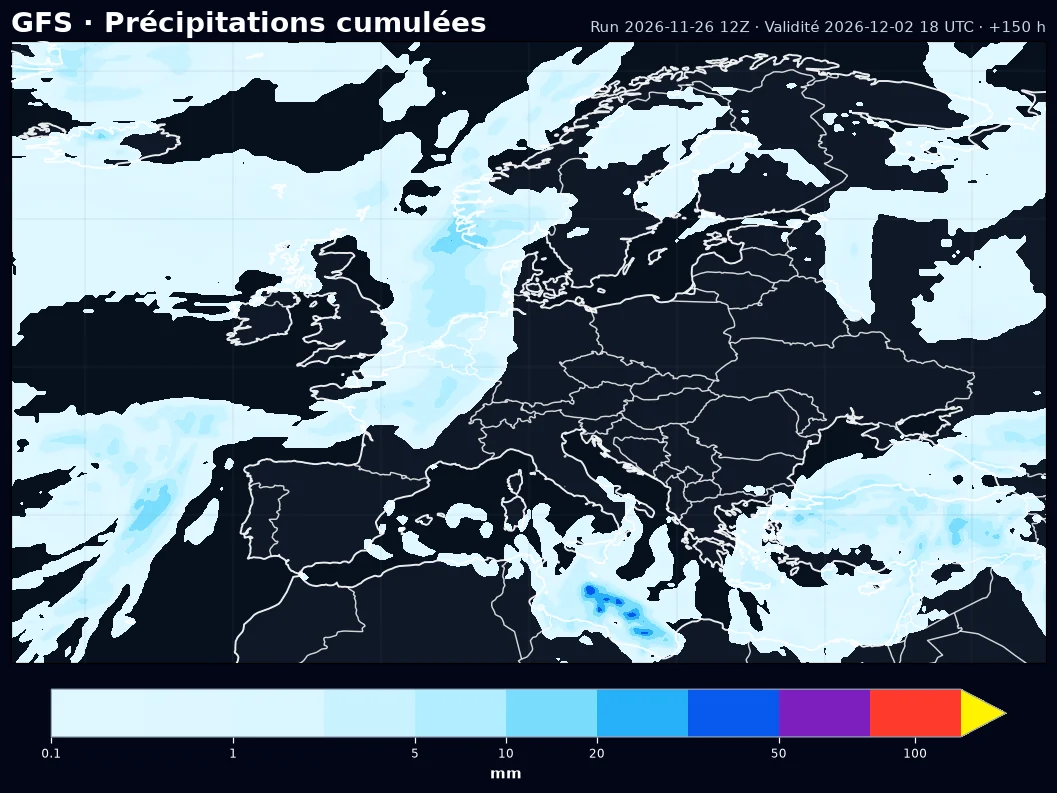 GFS · Précipitations cumulées
Run 2026-11-26 12Z · Validité 2026-12-02 18 UTC · +150 h
0.1 1 5 10 20 50 100
mm